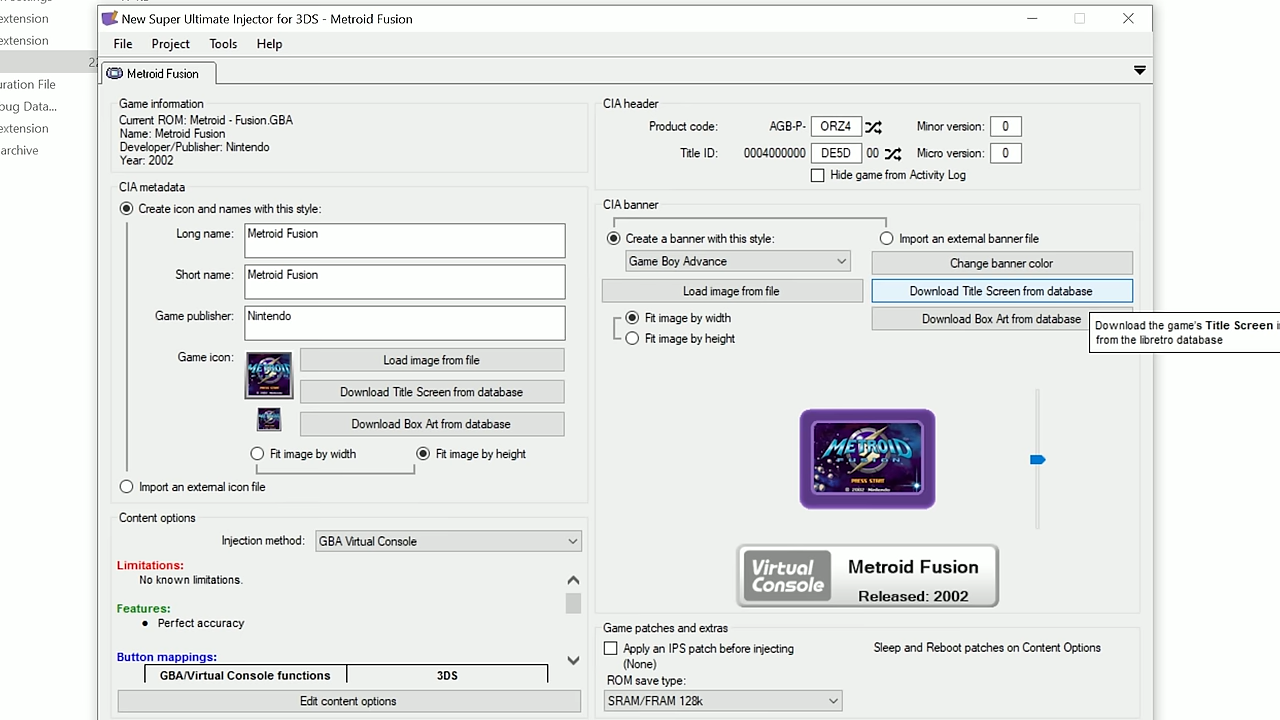 extension
New Super Ultimate Injector for 3DS - Metroid Fusion
extension
File Project Tools Help
22
uration File
Metroid Fusion
bug Data...
extension
archive
Game information
Current ROM: Metroid - Fusion.GBA
Name: Metroid Fusion
Developer/Publisher: Nintendo
Year: 2002
CIA metadata
Create icon and names with this style:
Long name: Metroid Fusion
Short name: Metroid Fusion
Game publisher: Nintendo
Game icon:
Load image from file
Download Title Screen from database
Download Box Art from database
Fit image by width Fit image by height
Import an external icon file
Content options
Injection method: GBA Virtual Console
Limitations:
No known limitations.
Features:
● Perfect accuracy
Button mappings:
GBA/Virtual Console functions 3DS
Edit content options
CIA header
Product code: AGB-P- ORZ4 Minor version: 0
Title ID: 0004000000 DE5D 00 Micro version: 0
Hide game from Activity Log
CIA banner
Create a banner with this style: Import an external banner file
Game Boy Advance Change banner color
Load image from file Download Title Screen from database
Fit image by width Download Box Art from database
Fit image by height
Download the game's Title Screen i
from the libretro database
METROID
FUSION
PRESS START
© 2002 Nintendo
Virtual
Console
Metroid Fusion
Released: 2002
Game patches and extras
Apply an IPS patch before injecting Sleep and Reboot patches on Content Options
(None)
ROM save type:
SRAM/FRAM 128k